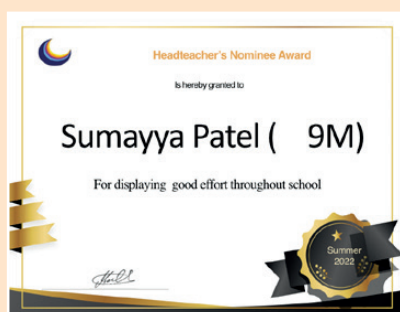 Headteacher's Nominee Award
Is hereby granted to
Sumayya Patel ( 9M)
For displaying good effort throughout school
Summer
2022